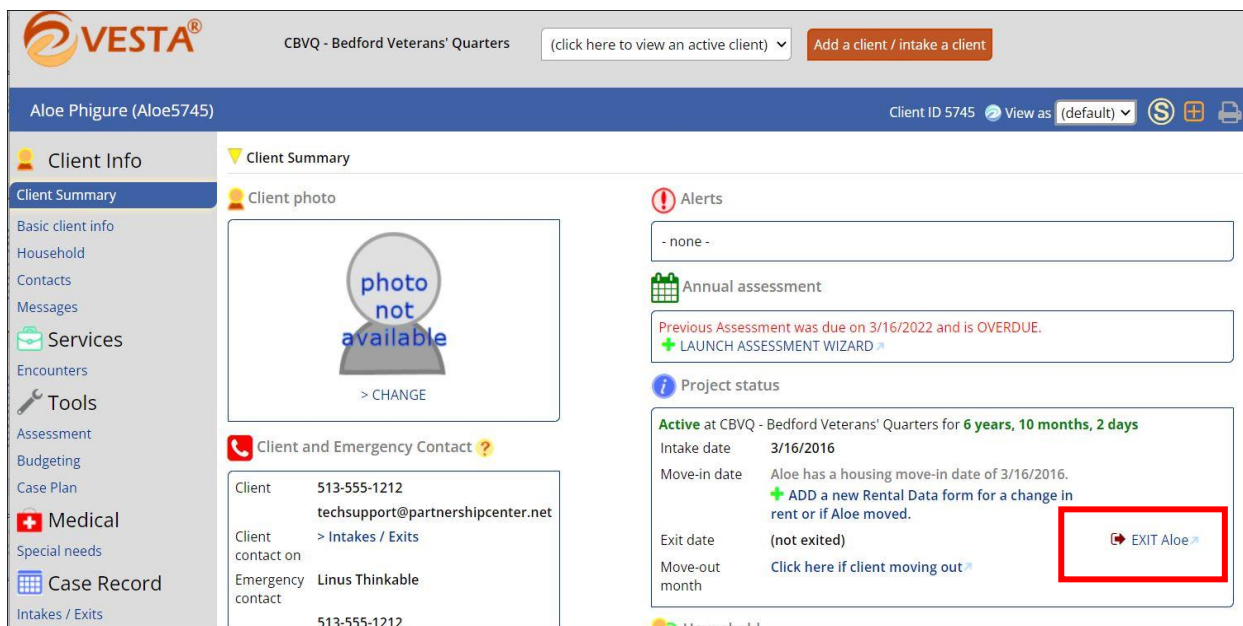 VESTA®
CBVQ - Bedford Veterans' Quarters
(click here to view an active client)
Add a client / intake a client
Aloe Phigure (Aloe5745)
Client ID 5745
View as
(default)
S
Client Info
Client Summary
Basic client info
Household
Contacts
Messages
Services
Encounters
Tools
Assessment
Budgeting
Case Plan
Medical
Special needs
Case Record
Intakes / Exits
Client Summary
Client photo
photo
not
available
> CHANGE
Client and Emergency Contact ?
Client 513-555-1212
techsupport@partnershipcenter.net
Client > Intakes / Exits
contact on
Emergency Linus Thinkable
contact
513-555-1212
Alerts
- none -
Annual assessment
Previous Assessment was due on 3/16/2022 and is OVERDUE.
LAUNCH ASSESSMENT WIZARD
Project status
Active at CBVQ - Bedford Veterans' Quarters for 6 years, 10 months, 2 days
Intake date 3/16/2016
Move-in date Aloe has a housing move-in date of 3/16/2016.
ADD a new Rental Data form for a change in
rent or if Aloe moved.
Exit date (not exited) EXIT Aloe
Move-out Click here if client moving out
month
Household